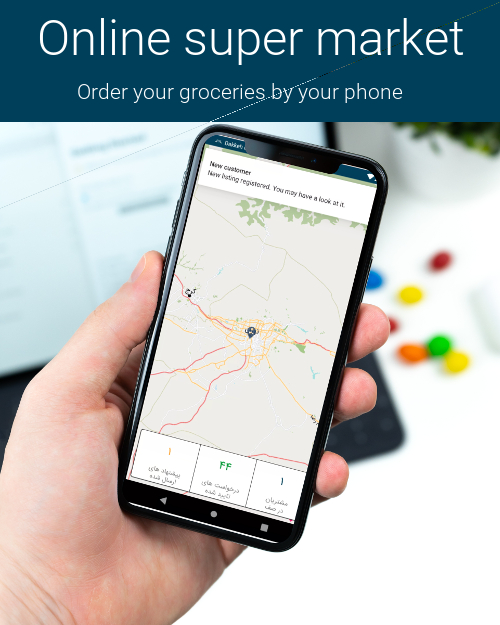 Online super market
Order your groceries by your phone
New customer
New listing registered. You may have a look at it.
کرج
۱
پیشنهاد های
ارسال شده
۴۴
درخواست های
تایید شده
۱
مشتریان
در صف